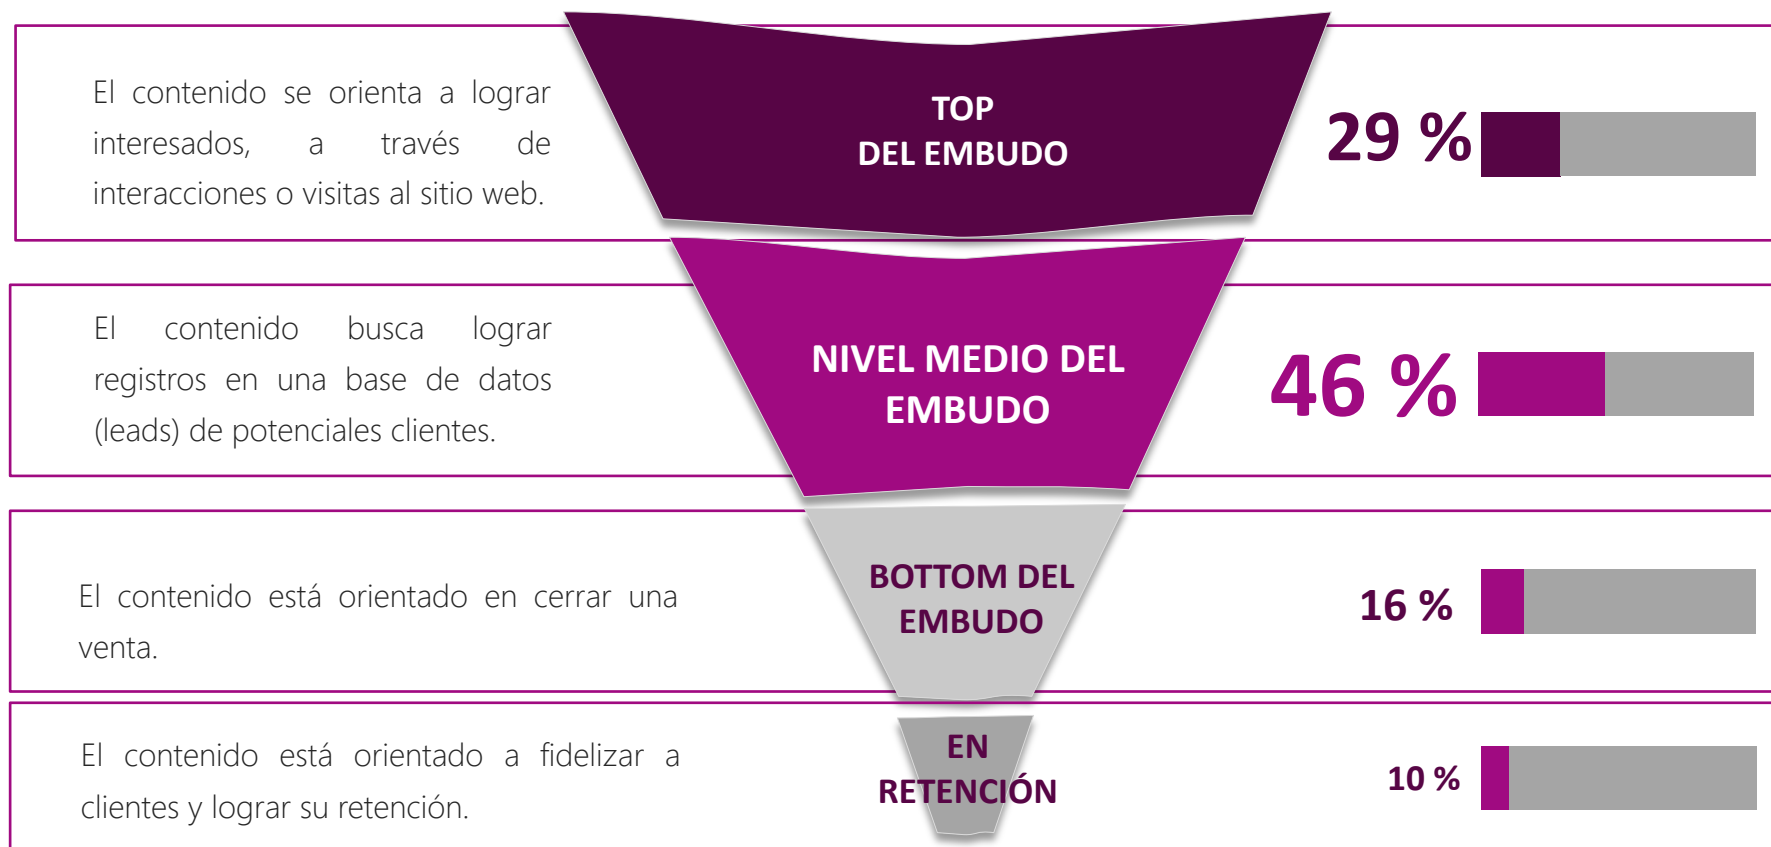 El contenido se orienta a lograr
interesados, a través de
interacciones o visitas al sitio web.
TOP
DEL EMBUDO
29 %
El contenido busca lograr
registros en una base de datos
(leads) de potenciales clientes.
NIVEL MEDIO DEL
EMBUDO
46 %
El contenido está orientado en cerrar una
venta.
BOTTOM DEL
EMBUDO
16 %
El contenido está orientado a fidelizar a
clientes y lograr su retención.
EN
RETENCIÓN
10 %